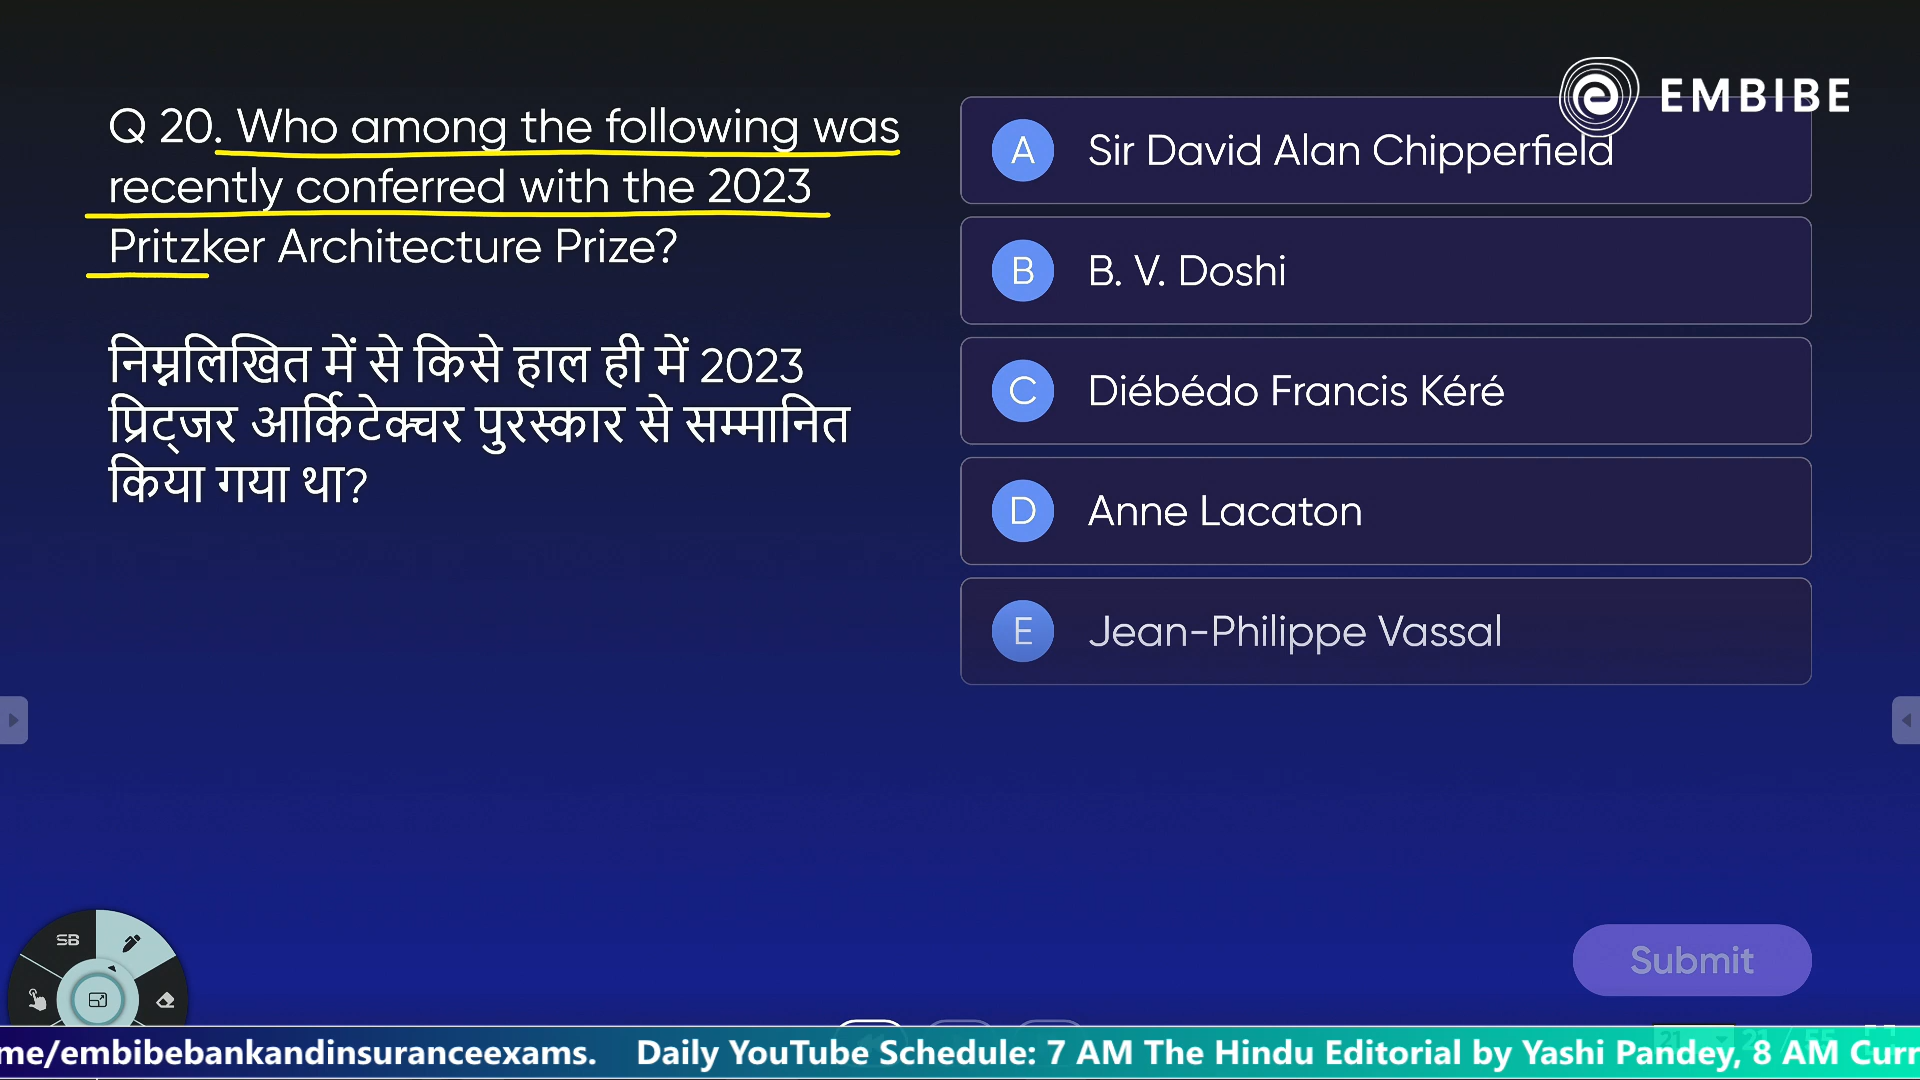 EMBIBE
Q 20. Who among the following was
recently conferred with the 2023
Pritzker Architecture Prize?
निम्नलिखित में से किसे हाल ही में 2023
प्रिट्जर आर्किटेक्चर पुरस्कार से सम्मानित
किया गया था?
A Sir David Alan Chipperfield
B B. V. Doshi
C Diébédo Francis Kéré
D Anne Lacaton
E Jean-Philippe Vassal
Submit
SB
me/embibebankandinsuranceexams. Daily YouTube Schedule: 7 AM The Hindu Editorial by Yashi Pandey, 8 AM Curr